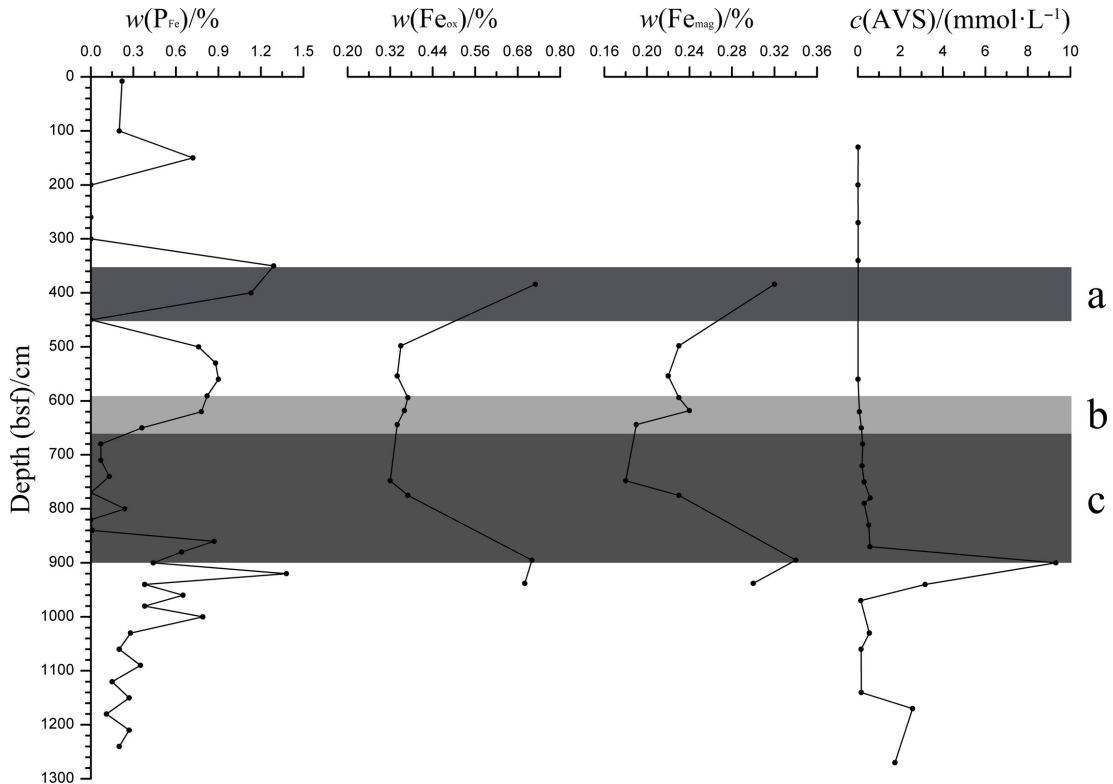 w(P_Fe)/% w(Fe_ox)/% w(Fe_mag)/% c(AVS)/(mmol·L⁻¹)
0.0 0.3 0.6 0.9 1.2 1.5 0.20 0.32 0.44 0.56 0.68 0.80 0.16 0.20 0.24 0.28 0.32 0.36 0 2 4 6 8 10
Depth (bsf)/cm
0
100
200
300
400
500
600
700
800
900
1000
1100
1200
1300
a
b
c